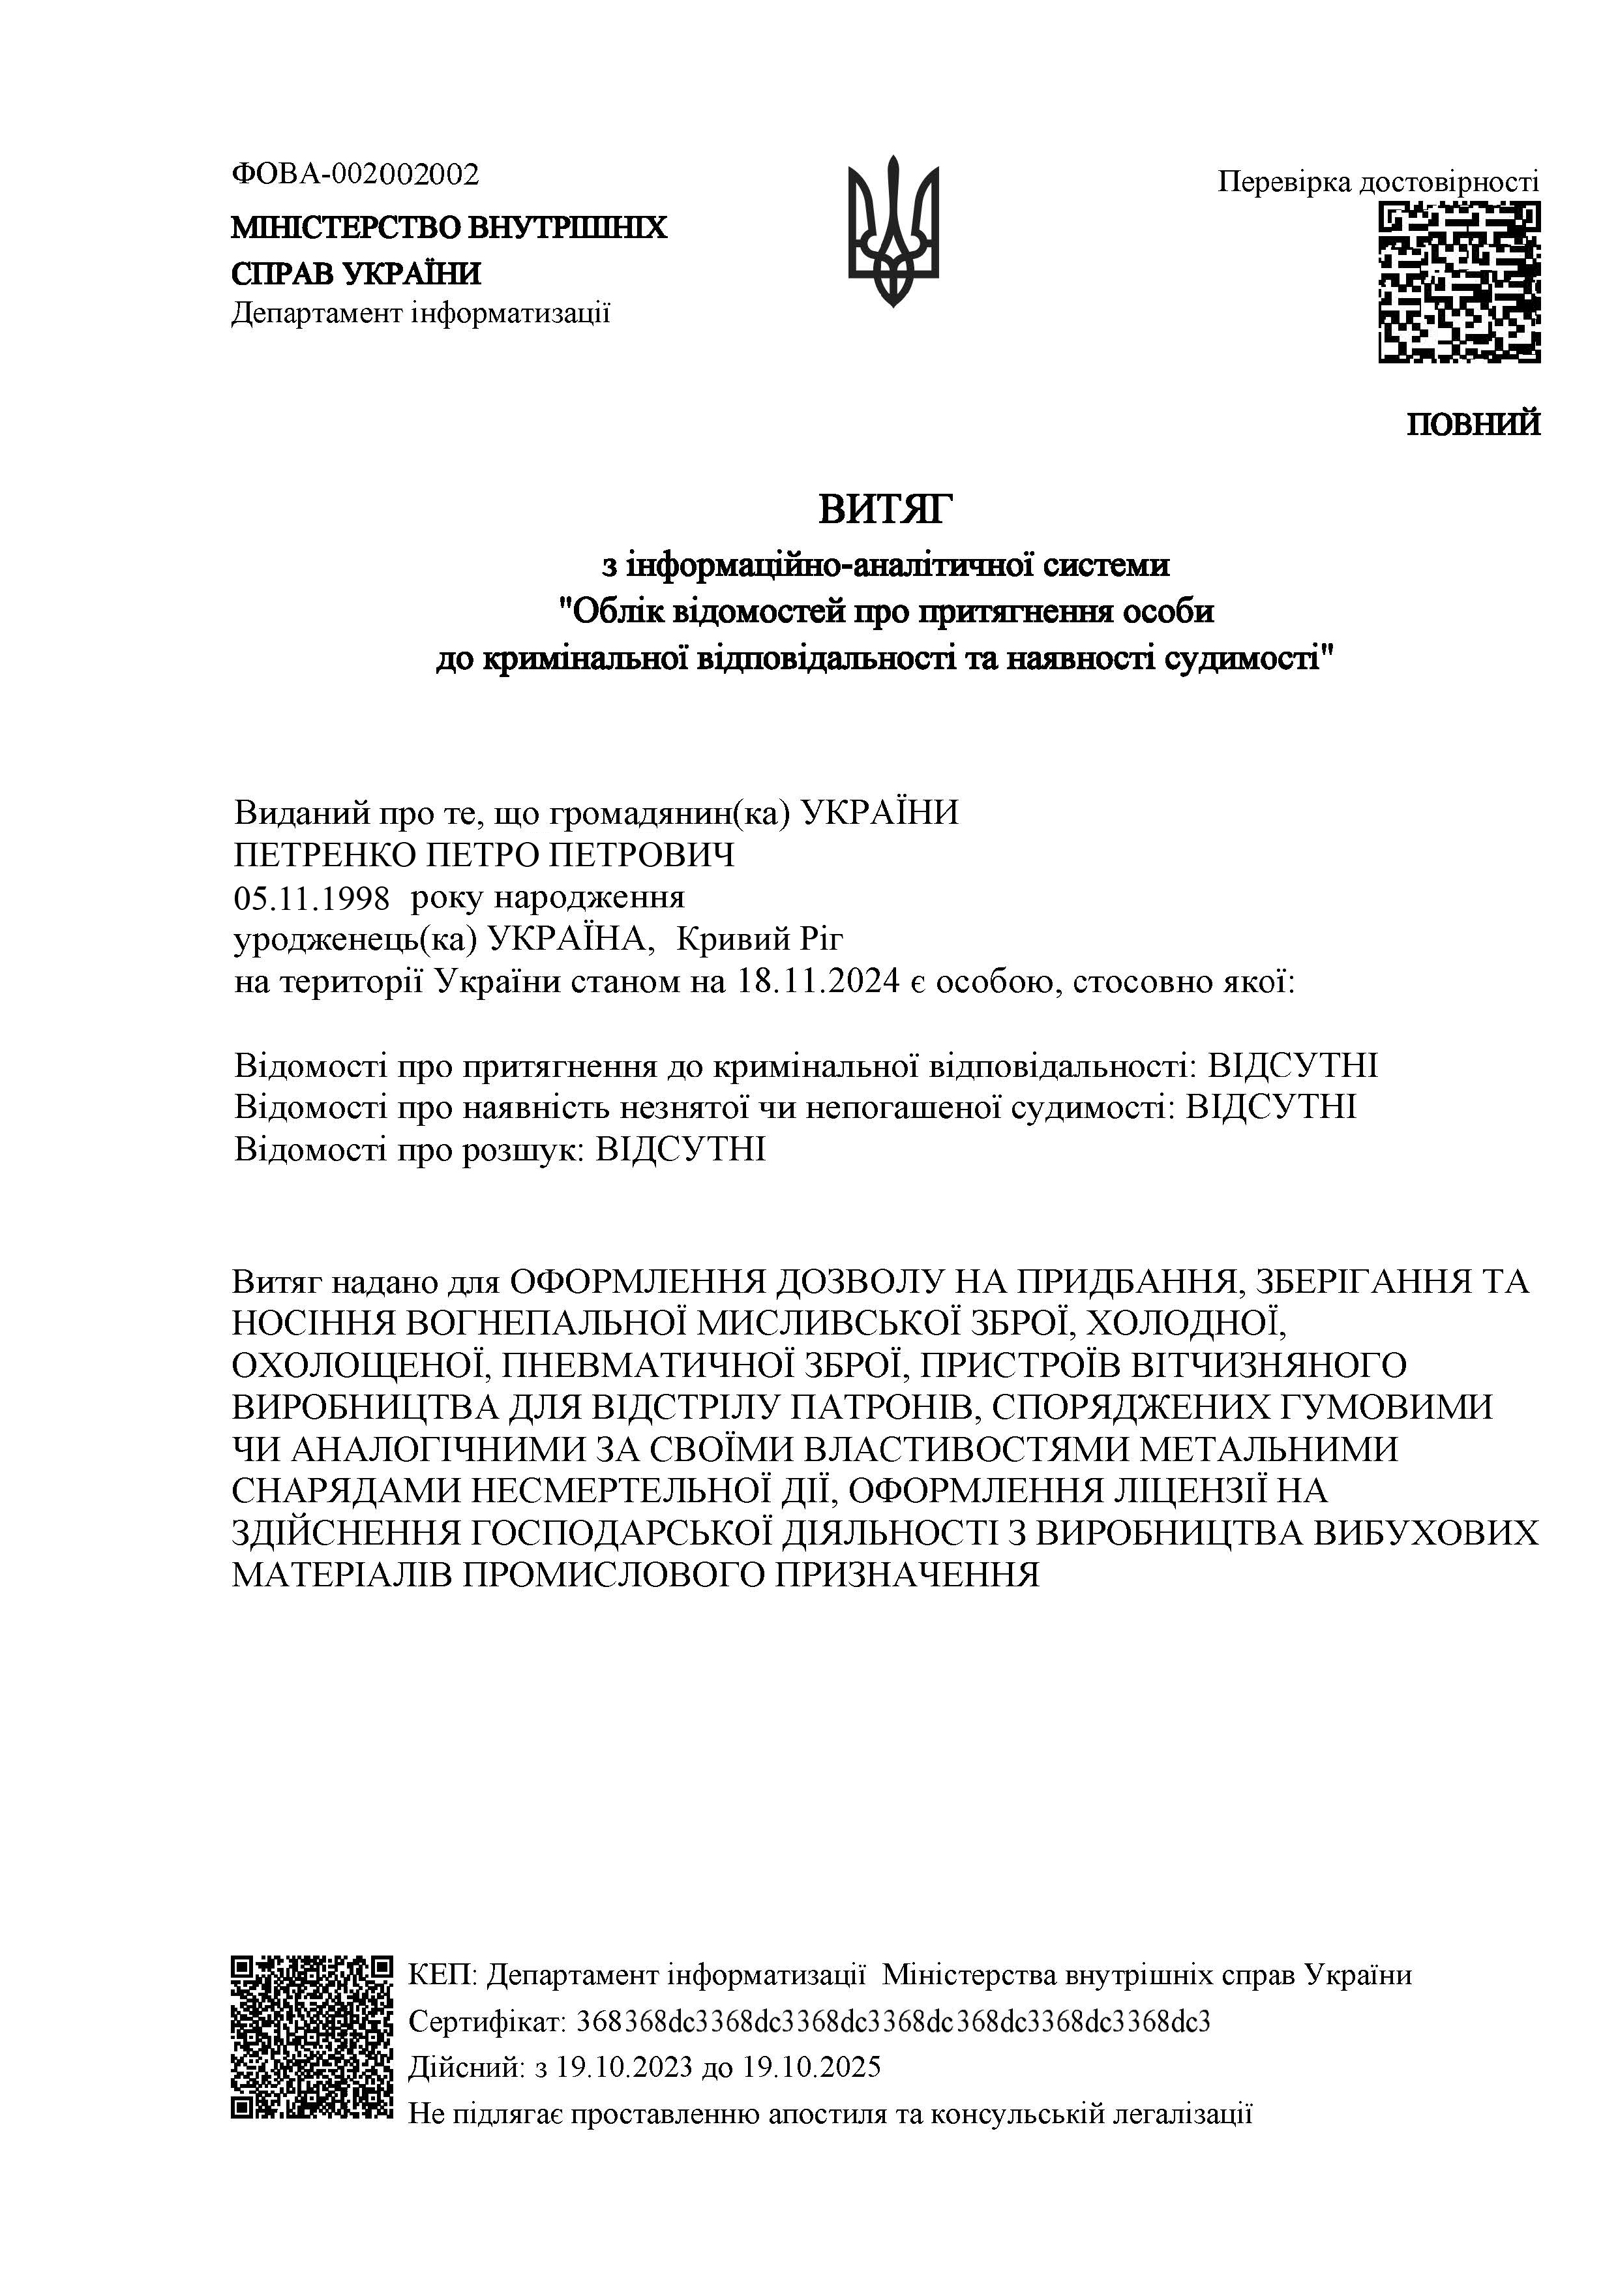 ФОВА-002002002
МІНІСТЕРСТВО ВНУТРІШНІХ
СПРАВ УКРАЇНИ
Департамент інформатизації
Перевірка достовірності
ПОВНИЙ
ВИТЯГ
з інформаційно-аналітичної системи
"Облік відомостей про притягнення особи
до кримінальної відповідальності та наявності судимості"
Виданий про те, що громадянин(ка) УКРАЇНИ
ПЕТРЕНКО ПЕТРО ПЕТРОВИЧ
05.11.1998 року народження
уродженець(ка) УКРАЇНА, Кривий Ріг
на території України станом на 18.11.2024 є особою, стосовно якої:
Відомості про притягнення до кримінальної відповідальності: ВІДСУТНІ
Відомості про наявність незнятої чи непогашеної судимості: ВІДСУТНІ
Відомості про розшук: ВІДСУТНІ
Витяг надано для ОФОРМЛЕННЯ ДОЗВОЛУ НА ПРИДБАННЯ, ЗБЕРІГАННЯ ТА
НОСІННЯ ВОГНЕПАЛЬНОЇ МИСЛИВСЬКОЇ ЗБРОЇ, ХОЛОДНОЇ,
ОХОЛОЩЕНОЇ, ПНЕВМАТИЧНОЇ ЗБРОЇ, ПРИСТРОЇВ ВІТЧИЗНЯНОГО
ВИРОБНИЦТВА ДЛЯ ВІДСТРІЛУ ПАТРОНІВ, СПОРЯДЖЕНИХ ГУМОВИМИ
ЧИ АНАЛОГІЧНИМИ ЗА СВОЇМИ ВЛАСТИВОСТЯМИ МЕТАЛЬНИМИ
СНАРЯДАМИ НЕСМЕРТЕЛЬНОЇ ДІЇ, ОФОРМЛЕННЯ ЛІЦЕНЗІЇ НА
ЗДІЙСНЕННЯ ГОСПОДАРСЬКОЇ ДІЯЛЬНОСТІ З ВИРОБНИЦТВА ВИБУХОВИХ
МАТЕРІАЛІВ ПРОМИСЛОВОГО ПРИЗНАЧЕННЯ
КЕП: Департамент інформатизації Міністерства внутрішніх справ України
Сертифікат: 368368dc3368dc3368dc3368dc368dc3368dc3368dc3
Дійсний: з 19.10.2023 до 19.10.2025
Не підлягає проставленню апостиля та консульській легалізації